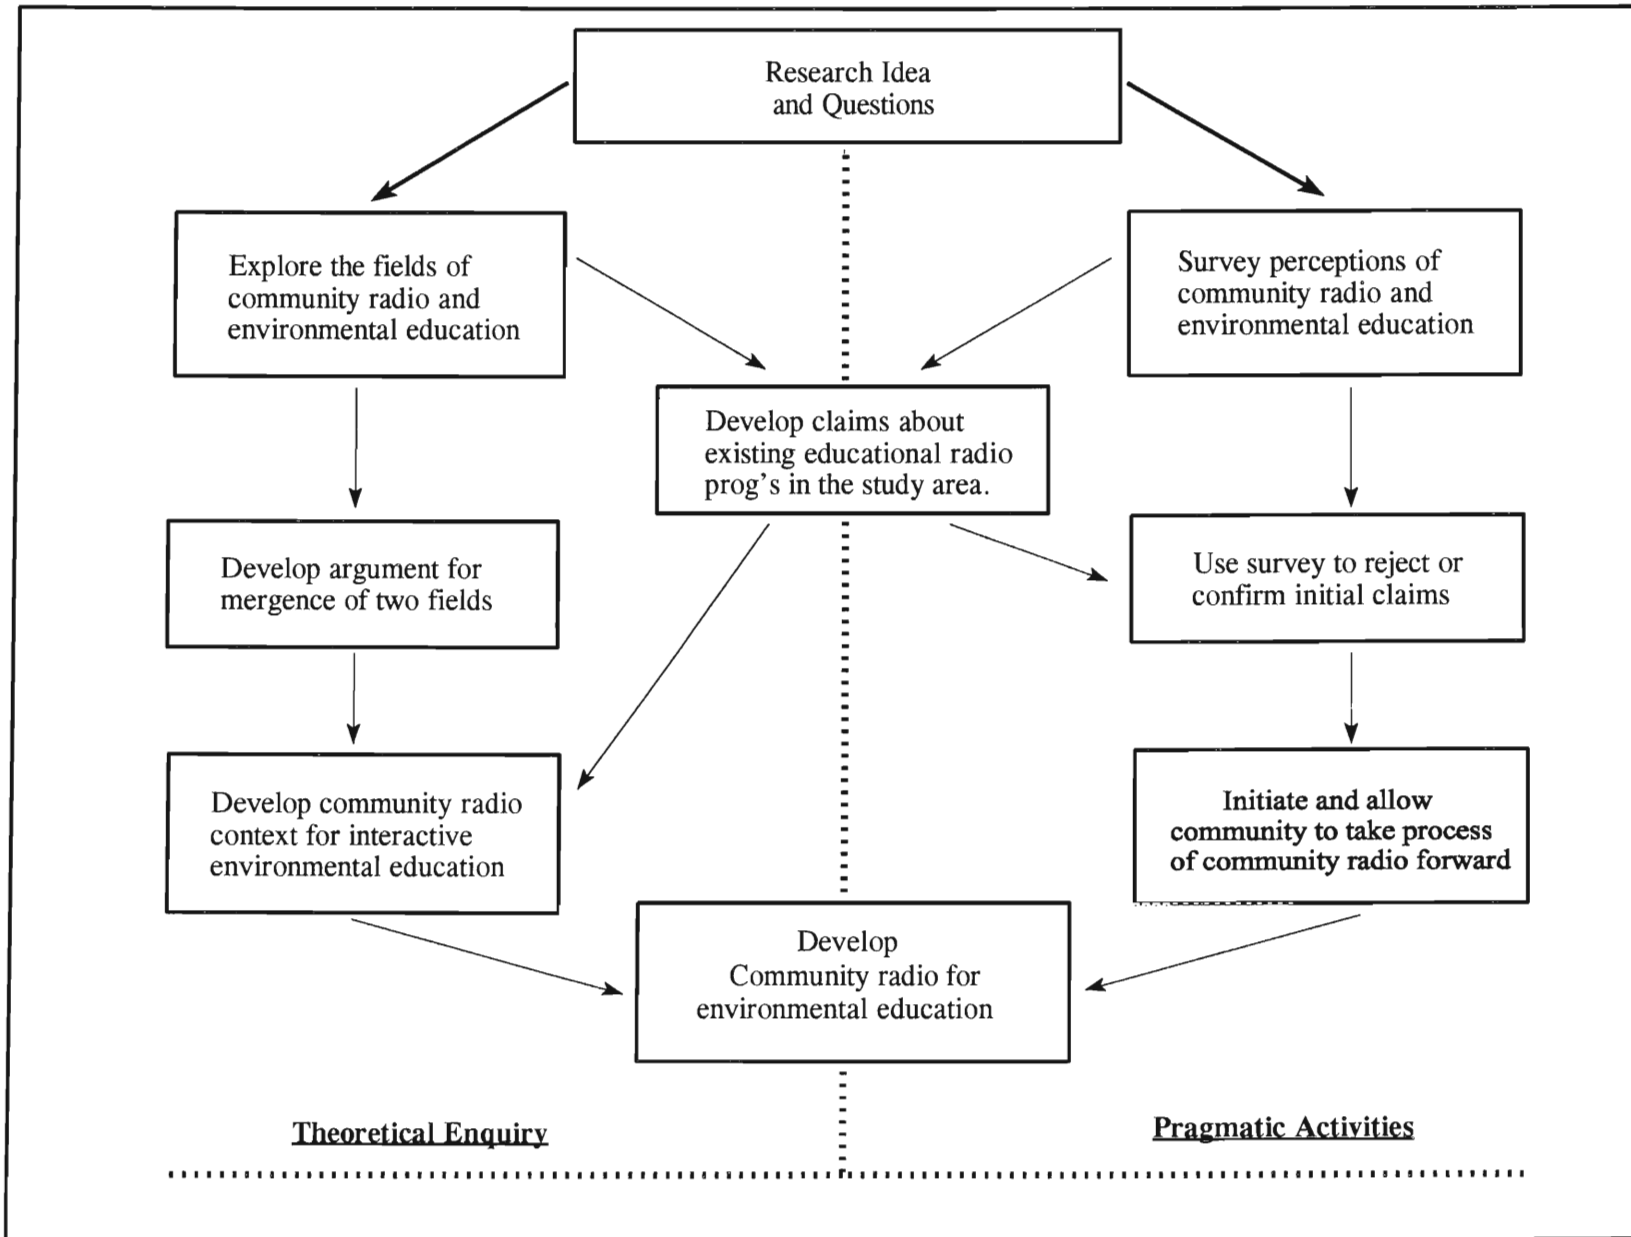 Research Idea
and Questions
Explore the fields of
community radio and
environmental education
Survey perceptions of
community radio and
environmental education
Develop claims about
existing educational radio
prog's in the study area.
Develop argument for
mergence of two fields
Use survey to reject or
confirm initial claims
Develop community radio
context for interactive
environmental education
Initiate and allow
community to take process
of community radio forward
Develop
Community radio for
environmental education
Theoretical Enquiry
Pragmatic Activities